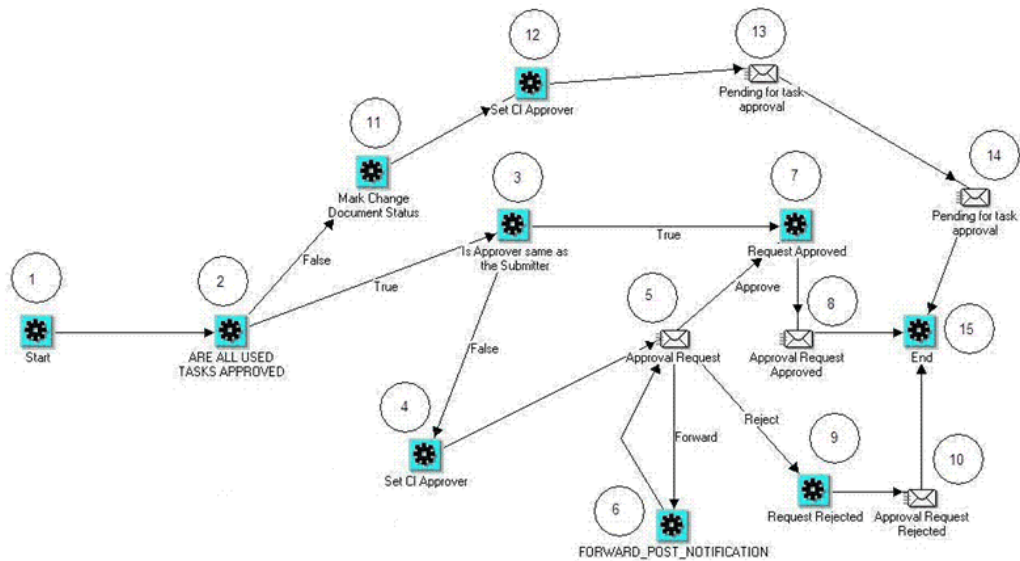 12
13
Set CI Approver
Pending for task
approval
11
14
Mark Change
Document Status
3
7
Pending for task
approval
False
True
Is Approver same as
the Submitter
True
Request Approved
1
2
5
Approve
8
15
Start
ARE ALL USED
TASKS APPROVED
False
Approval Request
Approval Request
Approved
End
4
Forward
Reject
9
10
Set CI Approver
6
Request Rejected
Approval Request
Rejected
FORWARD_POST_NOTIFICATION